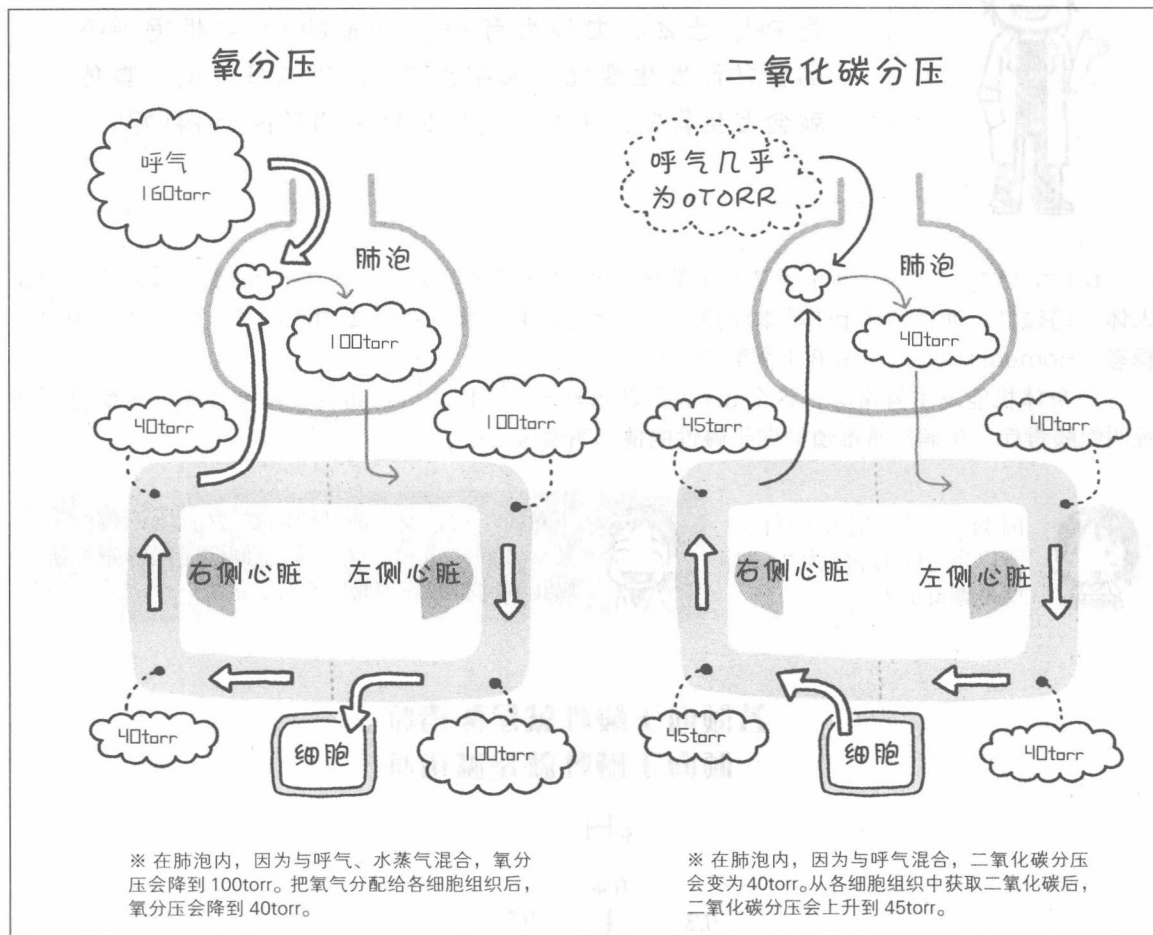 氧分压
呼气
160torr
肺泡
100torr
40torr
100torr
右侧心脏
左侧心脏
40torr
细胞
100torr
※ 在肺泡内，因为与呼气、水蒸气混合，氧分
压会降到 100torr。把氧气分配给各细胞组织后，
氧分压会降到 40torr。
二氧化碳分压
呼气几乎
为0TORR
肺泡
40torr
45torr
40torr
右侧心脏
左侧心脏
45torr
细胞
40torr
※ 在肺泡内，因为与呼气混合，二氧化碳分压
会变为 40torr。从各细胞组织中获取二氧化碳后，
二氧化碳分压会上升到 45torr。